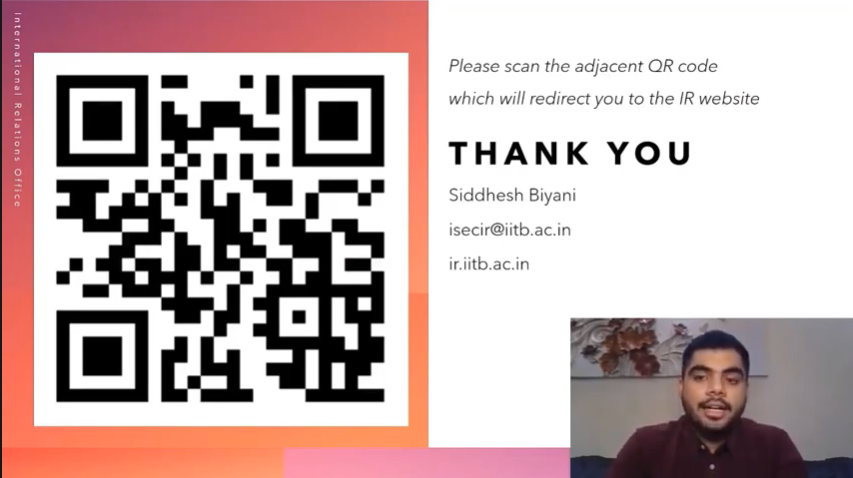 International Relations Office
Please scan the adjacent QR code
which will redirect you to the IR website
THANK YOU
Siddhesh Biyani
isecir@iitb.ac.in
ir.iitb.ac.in